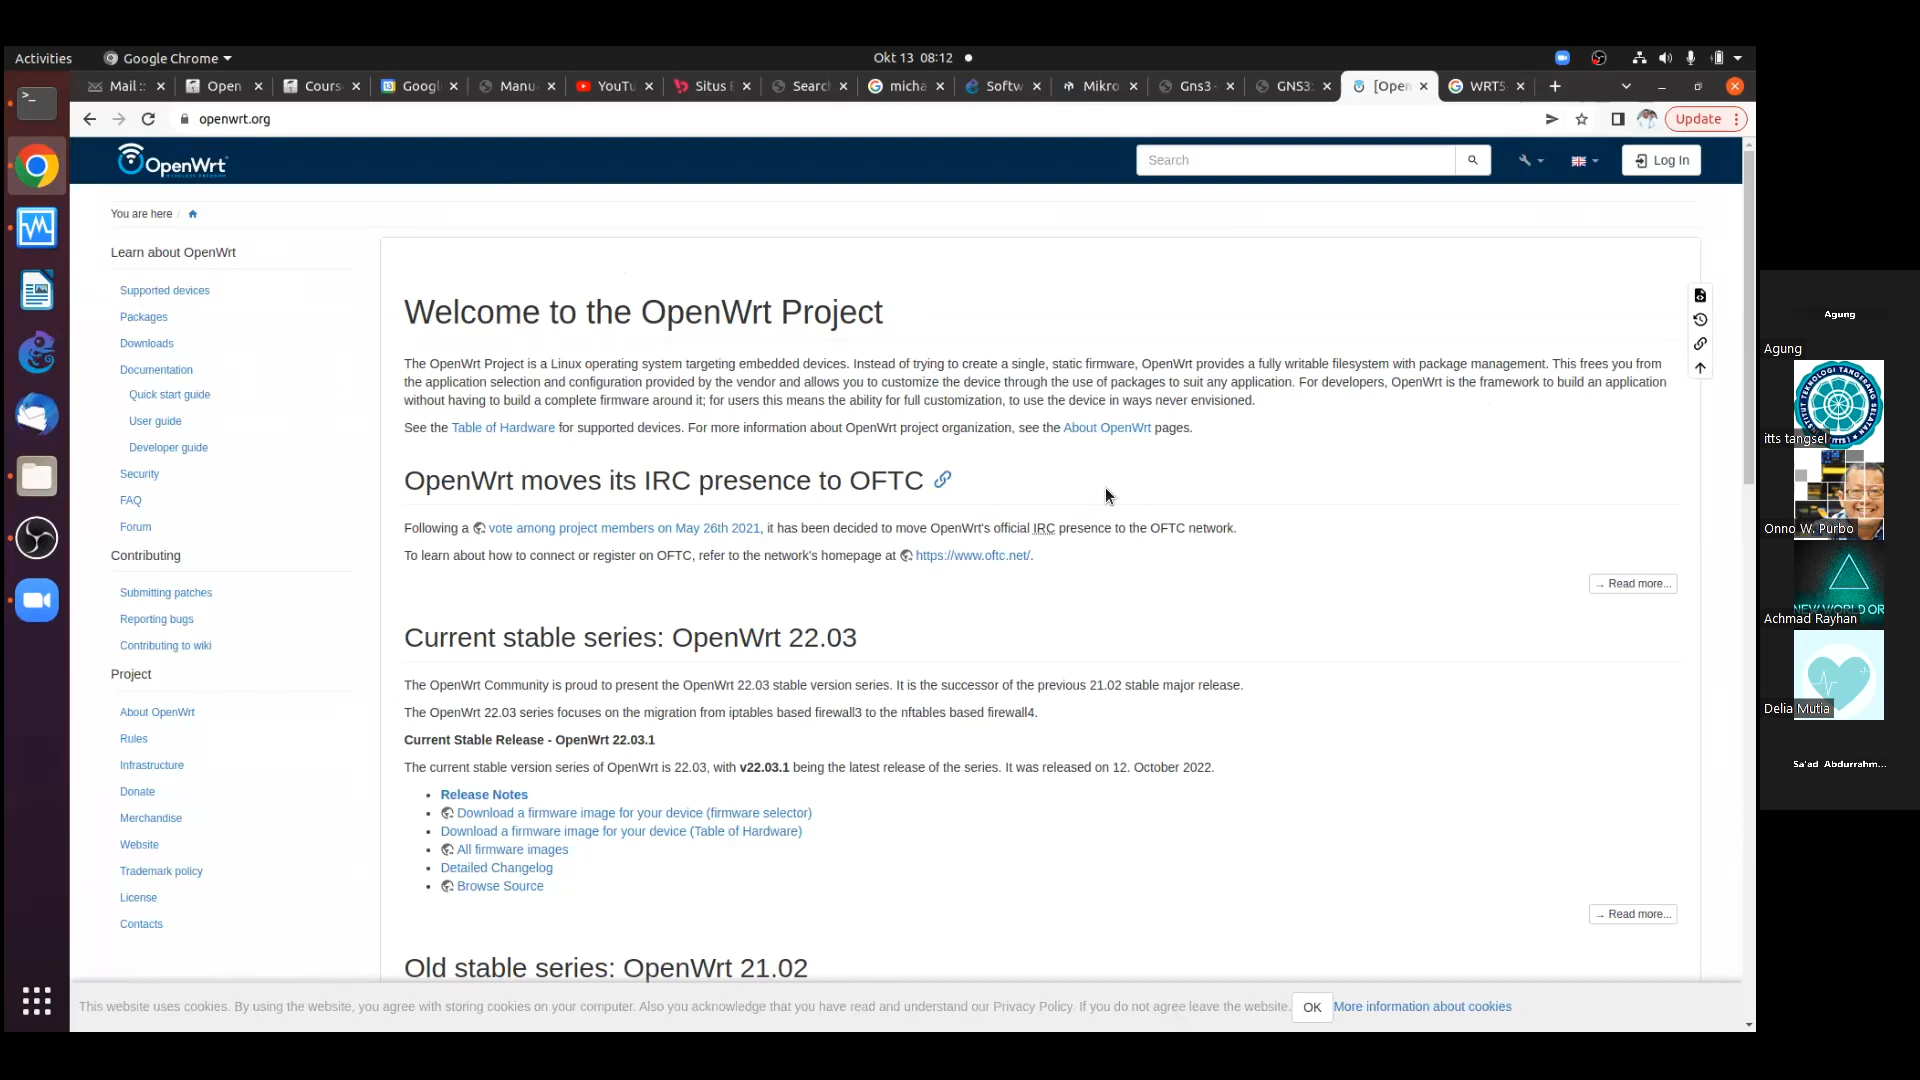 Activities
Google Chrome
Okt 13 08:12
Mail ::
Open
Cours
Googl
Manu
YouTu
Situs
Searc
micha
Softw
Mikro
Gns3
GNS3:
[Open
WRT5
openwrt.org
Update
OpenWrt
WIRELESS FREEDOM
Search
Log In
You are here
Learn about OpenWrt
Supported devices
Packages
Downloads
Documentation
Quick start guide
User guide
Developer guide
Security
FAQ
Forum
Contributing
Submitting patches
Reporting bugs
Contributing to wiki
Project
About OpenWrt
Rules
Infrastructure
Donate
Merchandise
Website
Trademark policy
License
Contacts
Welcome to the OpenWrt Project
The OpenWrt Project is a Linux operating system targeting embedded devices. Instead of trying to create a single, static firmware, OpenWrt provides a fully writable filesystem with package management. This frees you from
the application selection and configuration provided by the vendor and allows you to customize the device through the use of packages to suit any application. For developers, OpenWrt is the framework to build an application
without having to build a complete firmware around it; for users this means the ability for full customization, to use the device in ways never envisioned.
See the Table of Hardware for supported devices. For more information about OpenWrt project organization, see the About OpenWrt pages.
OpenWrt moves its IRC presence to OFTC
Following a vote among project members on May 26th 2021, it has been decided to move OpenWrt's official IRC presence to the OFTC network.
To learn about how to connect or register on OFTC, refer to the network's homepage at https://www.oftc.net/.
→ Read more...
Current stable series: OpenWrt 22.03
The OpenWrt Community is proud to present the OpenWrt 22.03 stable version series. It is the successor of the previous 21.02 stable major release.
The OpenWrt 22.03 series focuses on the migration from iptables based firewall3 to the nftables based firewall4.
Current Stable Release - OpenWrt 22.03.1
The current stable version series of OpenWrt is 22.03, with v22.03.1 being the latest release of the series. It was released on 12. October 2022.
Release Notes
Download a firmware image for your device (firmware selector)
Download a firmware image for your device (Table of Hardware)
All firmware images
Detailed Changelog
Browse Source
→ Read more...
Old stable series: OpenWrt 21.02
This website uses cookies. By using the website, you agree with storing cookies on your computer. Also you acknowledge that you have read and understand our Privacy Policy. If you do not agree leave the website.
OK
More information about cookies
Agung
Agung
itts tangsel
Onno W. Purbo
NEW WORLD OR
Achmad Rayhan
Delia Mutia
Sa'ad Abdurrahm...